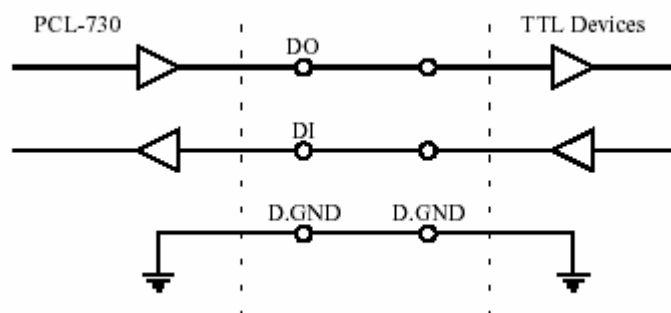 PCL-730
TTL Devices
DO
DI
D.GND
D.GND